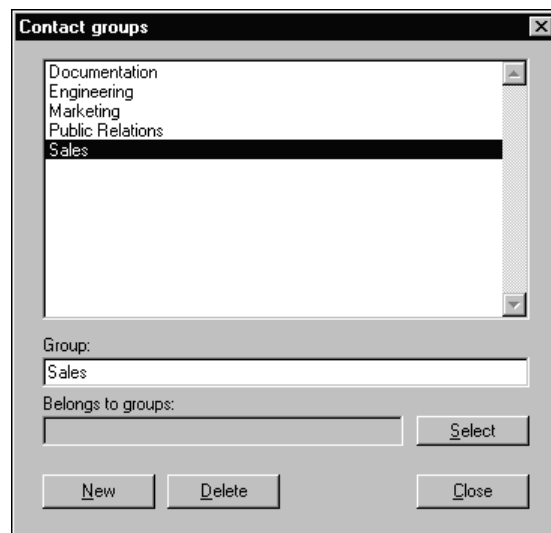 Contact groups
Documentation
Engineering
Marketing
Public Relations
Sales
Group:
Sales
Belongs to groups:
Select
New
Delete
Close